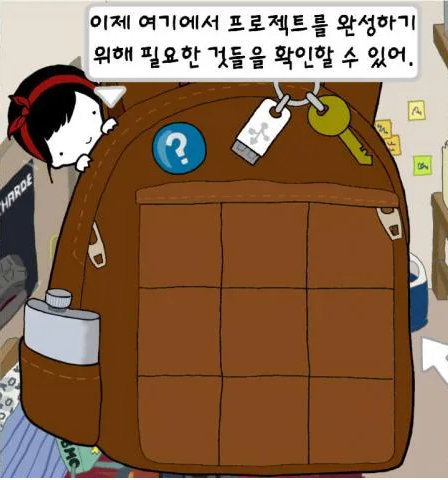 이제 여기에서 프로젝트를 완성하기
위해 필요한 것들을 확인할 수 있어.
?